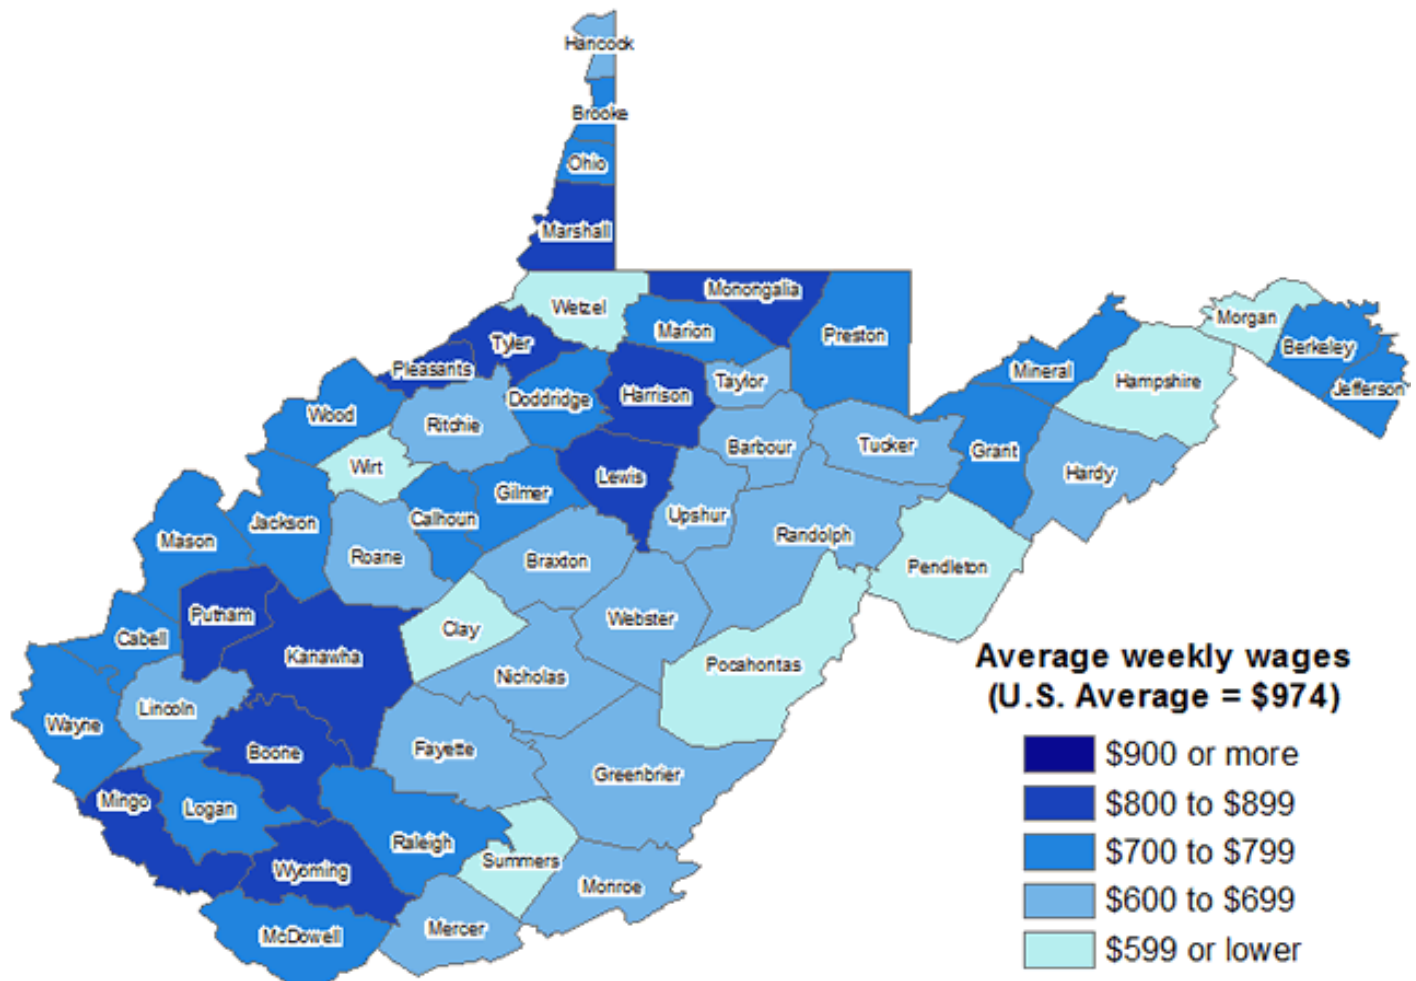 Hancock
Brooke
Ohio
Marshall
Wetzel
Monongalia
Marion
Preston
Tyler
Pleasants
Doddridge
Harrison
Taylor
Wood
Ritchie
Barbour
Tucker
Wirt
Lewis
Gilmer
Calhoun
Upshur
Jackson
Mason
Roane
Braxton
Randolph
Mineral
Morgan
Berkeley
Jefferson
Hampshire
Grant
Hardy
Pendleton
Putnam
Cabell
Kanawha
Clay
Webster
Pocahontas
Nicholas
Lincoln
Wayne
Boone
Fayette
Greenbrier
Mingo
Logan
Raleigh
Wyoming
Summers
Monroe
McDowell
Mercer
Average weekly wages
(U.S. Average = $974)
$900 or more
$800 to $899
$700 to $799
$600 to $699
$599 or lower